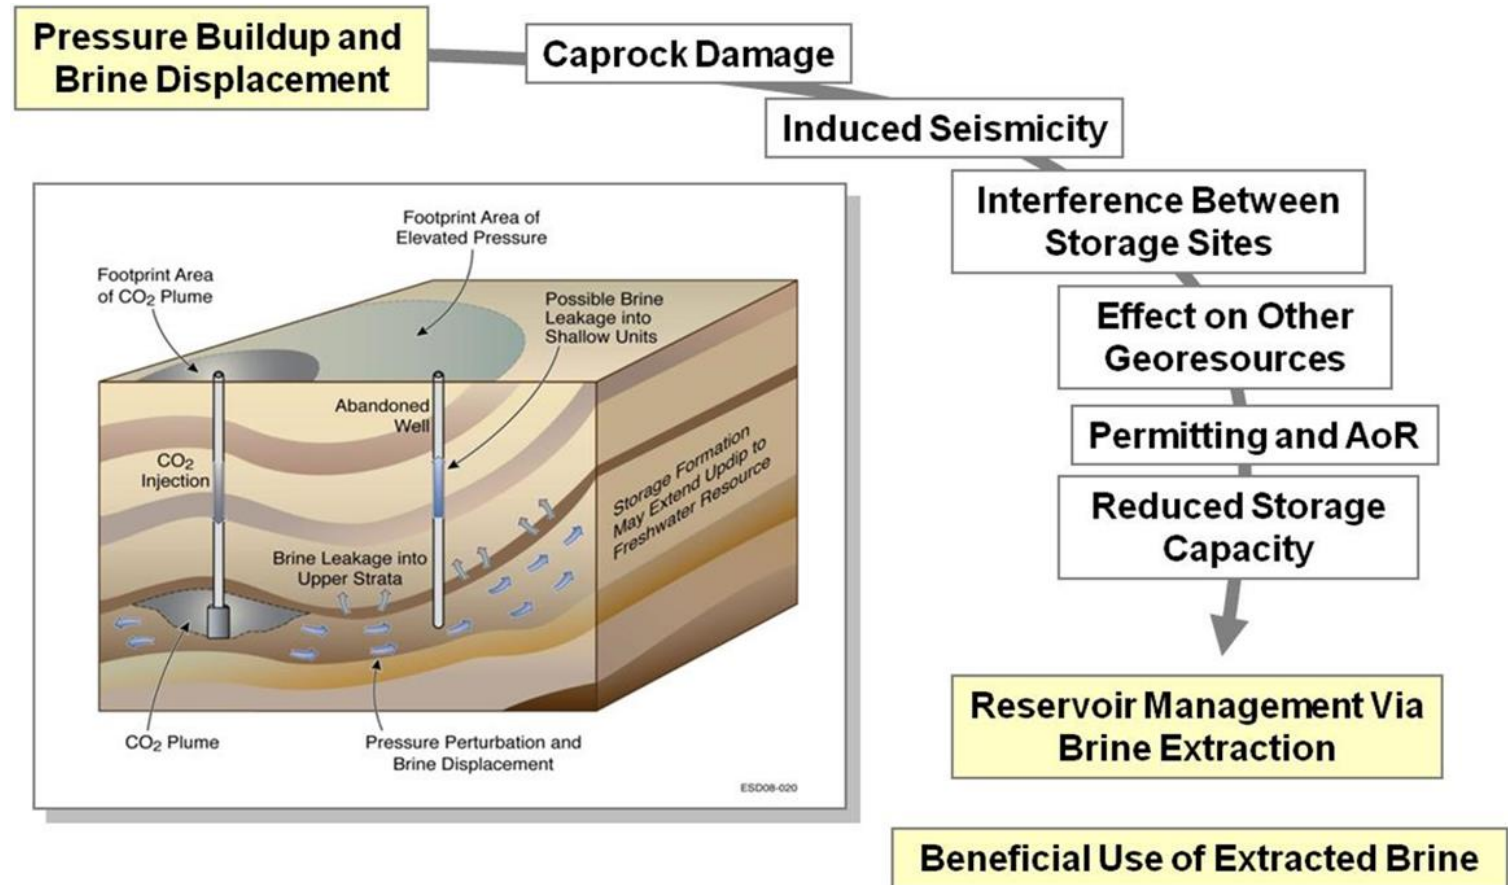 Pressure Buildup and
Brine Displacement
Caprock Damage
Induced Seismicity
Interference Between
Storage Sites
Effect on Other
Georesources
Permitting and AoR
Reduced Storage
Capacity
Reservoir Management Via
Brine Extraction
Beneficial Use of Extracted Brine
Footprint Area of
Elevated Pressure
Footprint Area
of CO₂ Plume
Possible Brine
Leakage into
Shallow Units
Abandoned
Well
CO₂
Injection
Storage Formation
May Extend Updip to
Freshwater Resource
Brine Leakage into
Upper Strata
CO₂ Plume
Pressure Perturbation and
Brine Displacement
ESD08-020